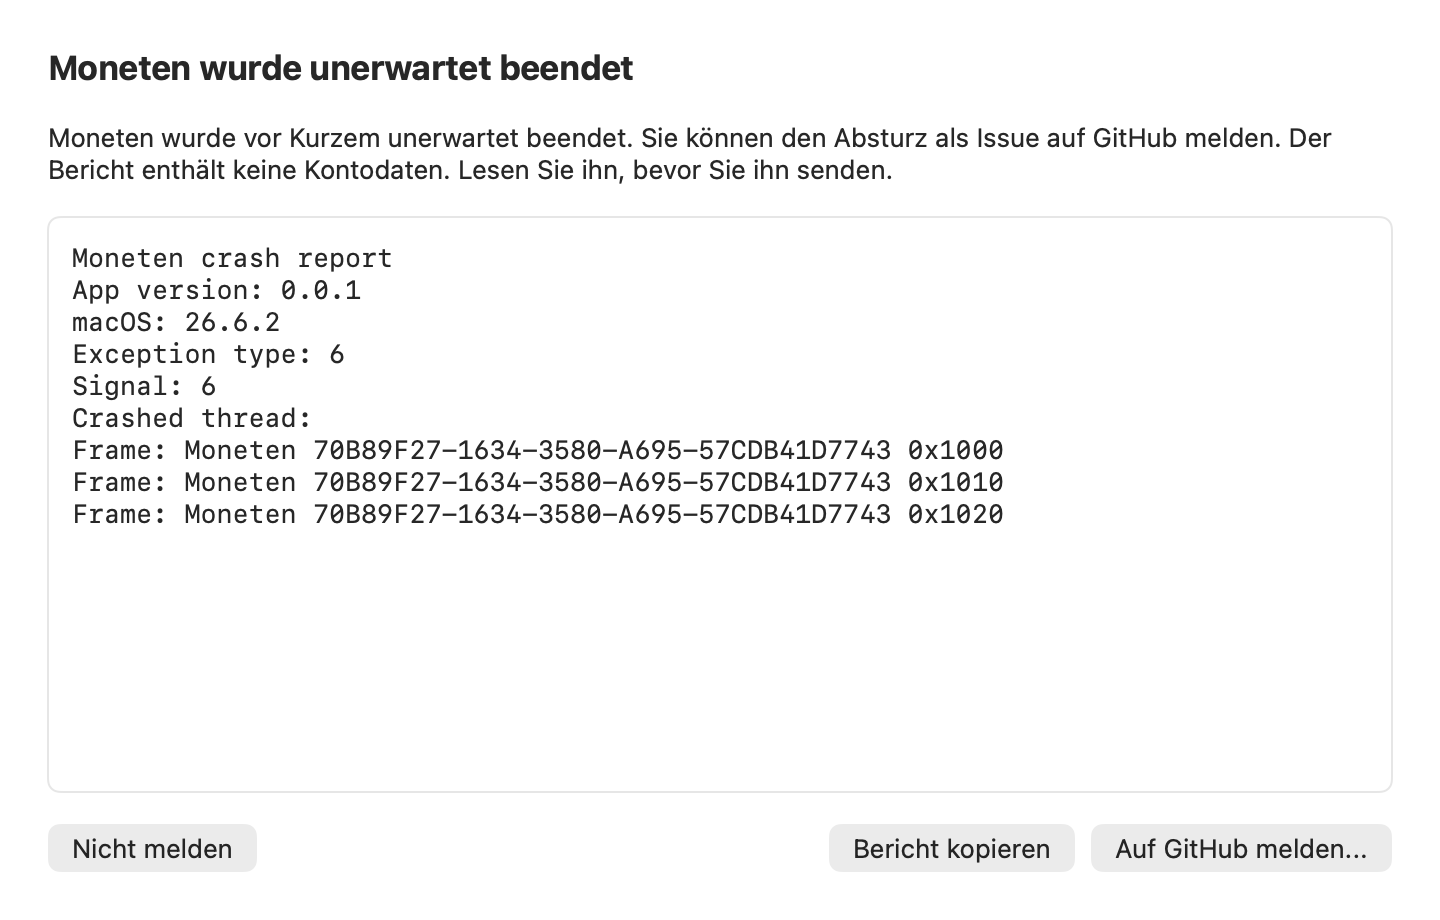 Moneten wurde unerwartet beendet
Moneten wurde vor Kurzem unerwartet beendet. Sie können den Absturz als Issue auf GitHub melden. Der
Bericht enthält keine Kontodaten. Lesen Sie ihn, bevor Sie ihn senden.
Moneten crash report
App version: 0.0.1
macOS: 26.6.2
Exception type: 6
Signal: 6
Crashed thread:
Frame: Moneten 70B89F27-1634-3580-A695-57CDB41D7743 0x1000
Frame: Moneten 70B89F27-1634-3580-A695-57CDB41D7743 0x1010
Frame: Moneten 70B89F27-1634-3580-A695-57CDB41D7743 0x1020
Nicht melden
Bericht kopieren
Auf GitHub melden...